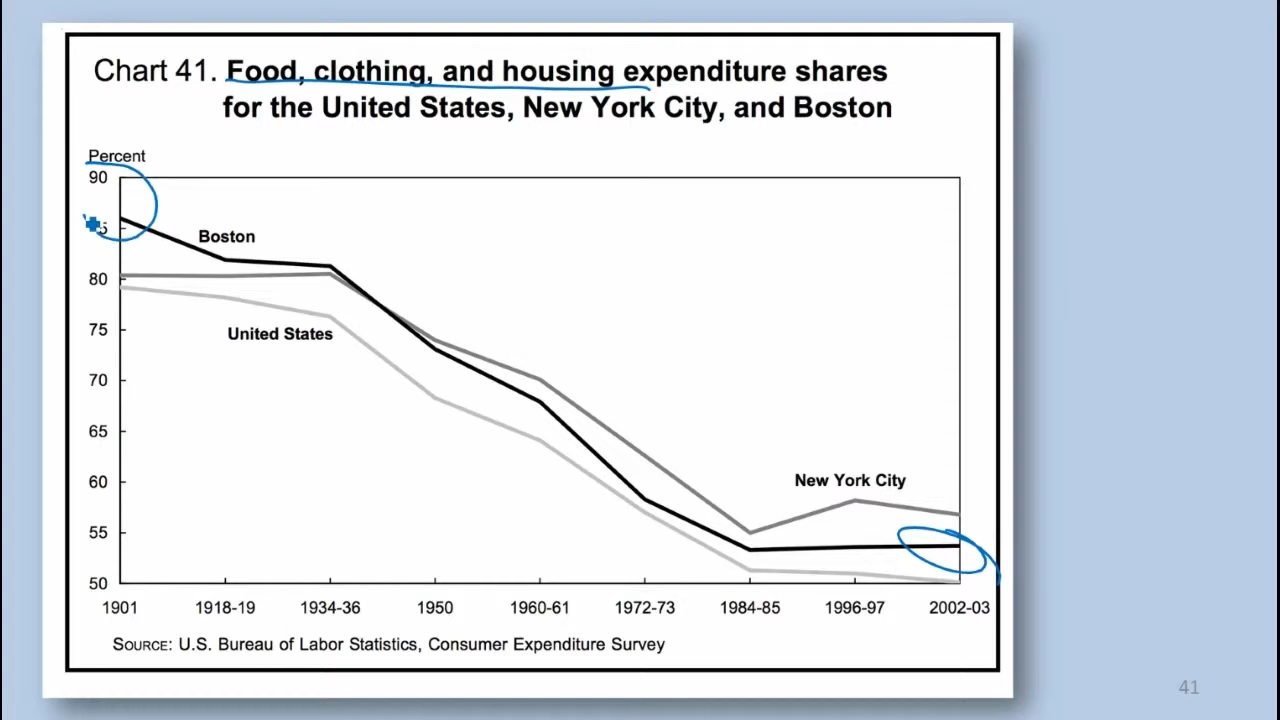 Chart 41. Food, clothing, and housing expenditure shares
for the United States, New York City, and Boston
Percent
90
5
Boston
80
United States
75
70
65
60
New York City
55
50
1901 1918-19 1934-36 1950 1960-61 1972-73 1984-85 1996-97 2002-03
SOURCE: U.S. Bureau of Labor Statistics, Consumer Expenditure Survey
41